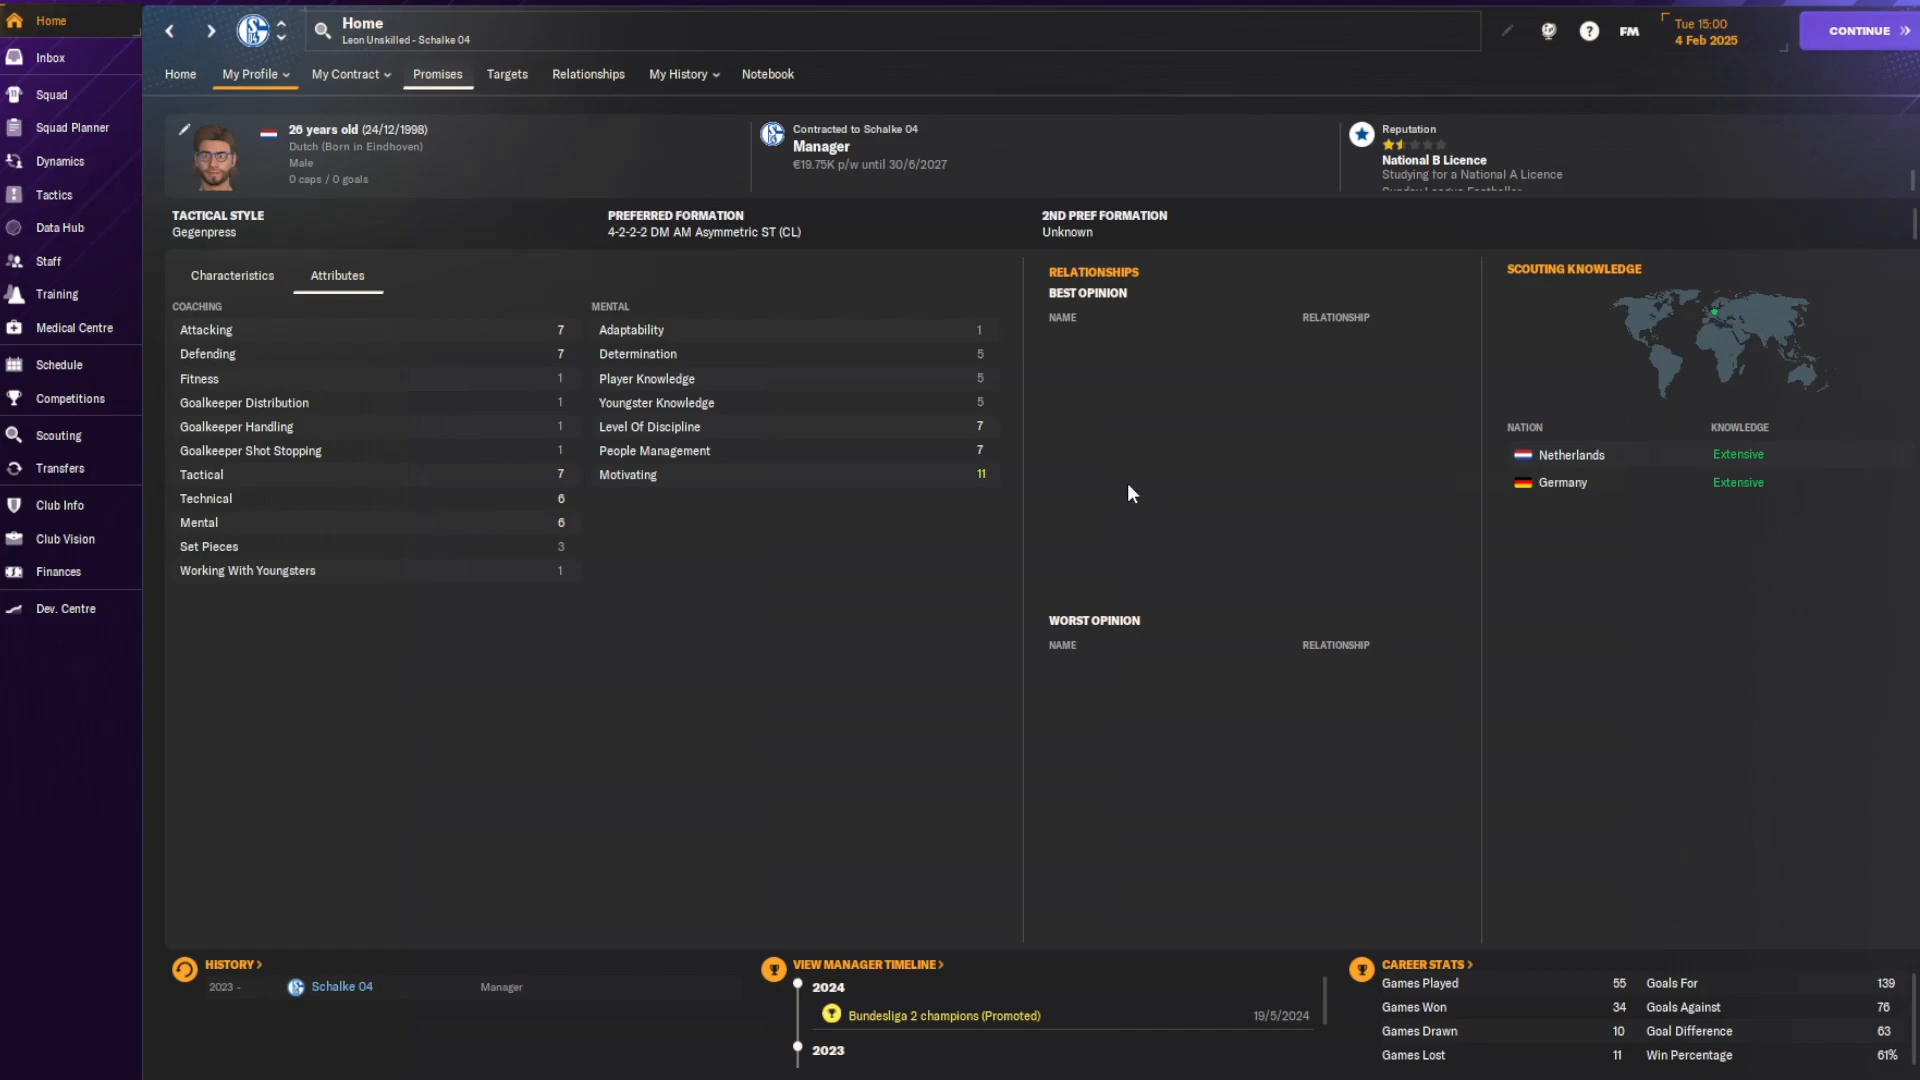 Home
Inbox
Squad
Squad Planner
Dynamics
Tactics
Data Hub
Staff
Training
Medical Centre
Schedule
Competitions
Scouting
Transfers
Club Info
Club Vision
Finances
Dev. Centre
Home
Leon Unskilled - Schalke 04
?
FM
Tue 15:00
4 Feb 2025
CONTINUE
Home My Profile My Contract Promises Targets Relationships My History Notebook
26 years old (24/12/1998)
Dutch (Born in Eindhoven)
Male
0 caps / 0 goals
Contracted to Schalke 04
Manager
€19.75K p/w until 30/6/2027
Reputation
National B Licence
Studying for a National A Licence
Sunday League Footballer
TACTICAL STYLE
Gegenpress
PREFERRED FORMATION
4-2-2-2 DM AM Asymmetric ST (CL)
2ND PREF FORMATION
Unknown
Characteristics Attributes
COACHING
Attacking 7
Defending 7
Fitness 1
Goalkeeper Distribution 1
Goalkeeper Handling 1
Goalkeeper Shot Stopping 1
Tactical 7
Technical 6
Mental 6
Set Pieces 3
Working With Youngsters 1
MENTAL
Adaptability 1
Determination 5
Player Knowledge 5
Youngster Knowledge 5
Level Of Discipline 7
People Management 7
Motivating 11
RELATIONSHIPS
BEST OPINION
NAME RELATIONSHIP
WORST OPINION
NAME RELATIONSHIP
SCOUTING KNOWLEDGE
NATION KNOWLEDGE
Netherlands Extensive
Germany Extensive
HISTORY >
2023 - Schalke 04 Manager
VIEW MANAGER TIMELINE >
2024
Bundesliga 2 champions (Promoted) 19/5/2024
2023
CAREER STATS >
Games Played 55 Goals For 139
Games Won 34 Goals Against 76
Games Drawn 10 Goal Difference 63
Games Lost 11 Win Percentage 61%